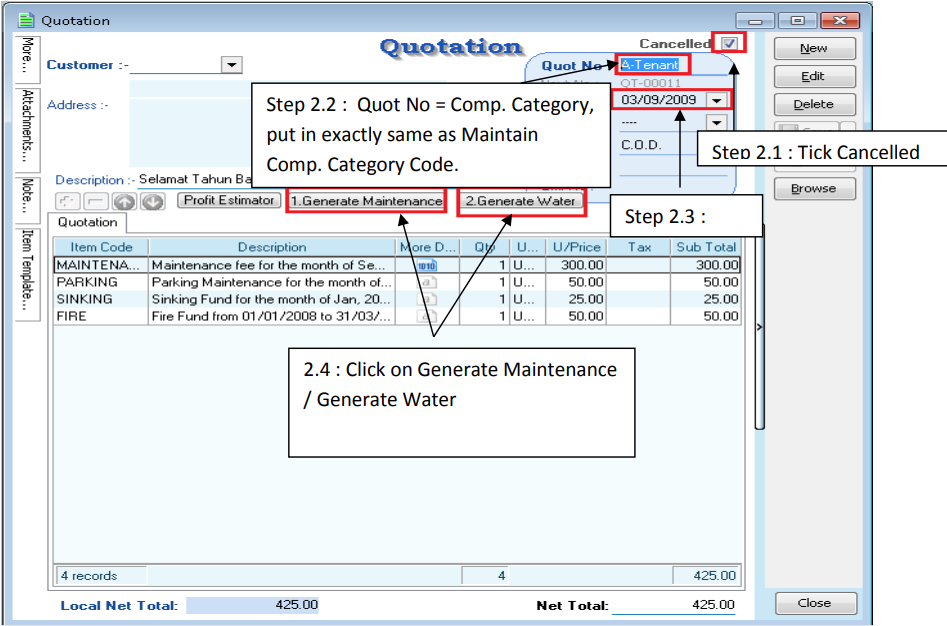 Quotation
Quotation
Cancelled
New
Edit
Delete
Browse
Close
More...
Attachments...
Note...
Item Template...
Customer :-
Quot No
A-Tenant
QT-00011
Address :-
03/09/2009
----
C.O.D.
Step 2.2 : Quot No = Comp. Category,
put in exactly same as Maintain
Comp. Category Code.
Step 2.1 : Tick Cancelled
Step 2.3 :
Description :- Selamat Tahun Ba
Profit Estimator
1.Generate Maintenance
2.Generate Water
Quotation
Item Code Description More D... Qty U... U/Price Tax Sub Total
MAINTENA... Maintenance fee for the month of Se... 1 U... 300.00 300.00
PARKING Parking Maintenance for the month of... 1 U... 50.00 50.00
SINKING Sinking Fund for the month of Jan, 20... 1 U... 25.00 25.00
FIRE Fire Fund from 01/01/2008 to 31/03/... 1 U... 50.00 50.00
2.4 : Click on Generate Maintenance
/ Generate Water
4 records 4 425.00
Local Net Total: 425.00 Net Total: 425.00